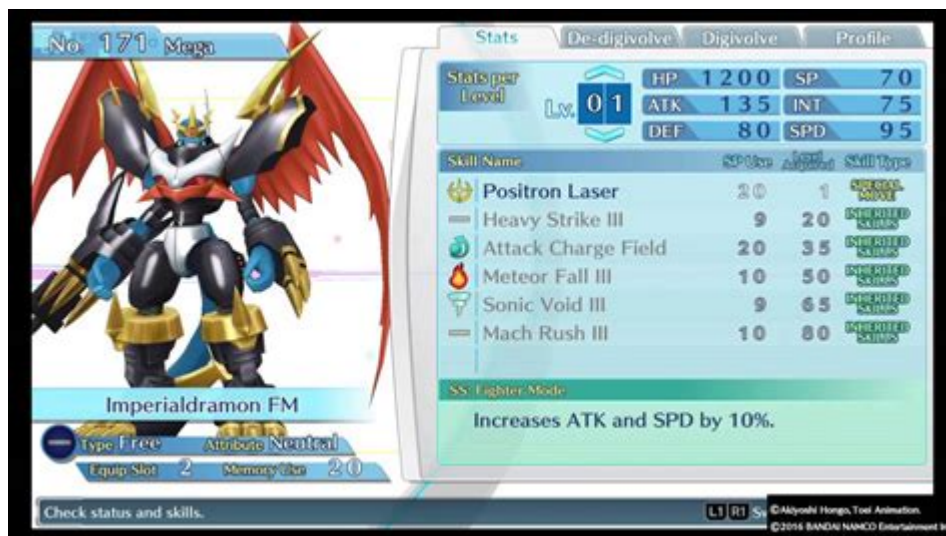 No. 171 Mega
Stats De-digivolve Digivolve Profile
Stats per Level Lv. 01
HP 1200 SP 70
ATK 135 INT 75
DEF 80 SPD 95
Skill Name SP Use Level Acquired Skill Type
Positron Laser 20 1 SPECIAL MOVE
Heavy Strike III 9 20 INHERITED SKILLS
Attack Charge Field 20 35 INHERITED SKILLS
Meteor Fall III 10 50 INHERITED SKILLS
Sonic Void III 9 65 INHERITED SKILLS
Mach Rush III 10 80 INHERITED SKILLS
SS: Fighter Mode
Increases ATK and SPD by 10%.
Imperialdramon FM
Type Free Attribute Neutral
Equip Slot 2 Memory Use 20
Check status and skills.
L1 R1
©Akiyoshi Hongo, Toei Animation.
©2016 BANDAI NAMCO Entertainment